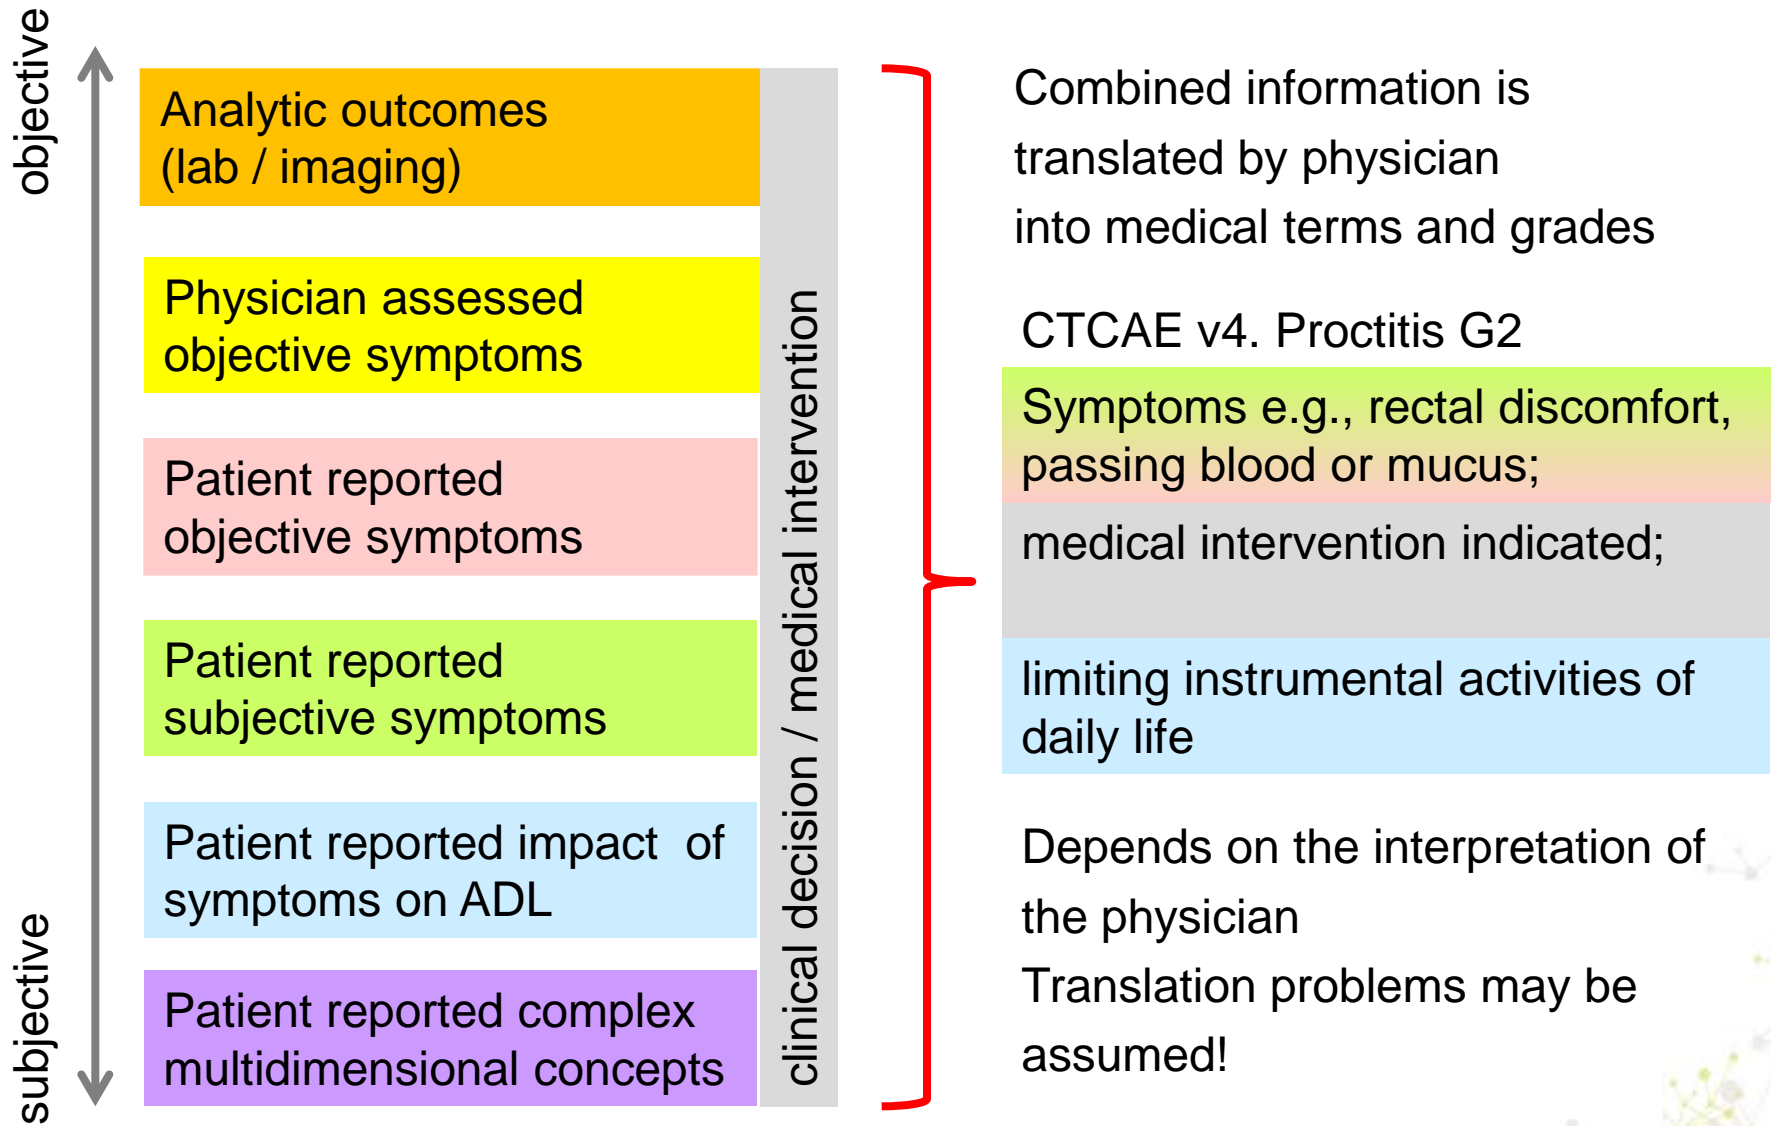 objective
Analytic outcomes
(lab / imaging)
Physician assessed
objective symptoms
Patient reported
objective symptoms
Patient reported
subjective symptoms
Patient reported impact of
symptoms on ADL
Patient reported complex
multidimensional concepts
subjective
clinical decision / medical intervention
Combined information is
translated by physician
into medical terms and grades
CTCAE v4. Proctitis G2
Symptoms e.g., rectal discomfort,
passing blood or mucus;
medical intervention indicated;
limiting instrumental activities of
daily life
Depends on the interpretation of
the physician
Translation problems may be
assumed!